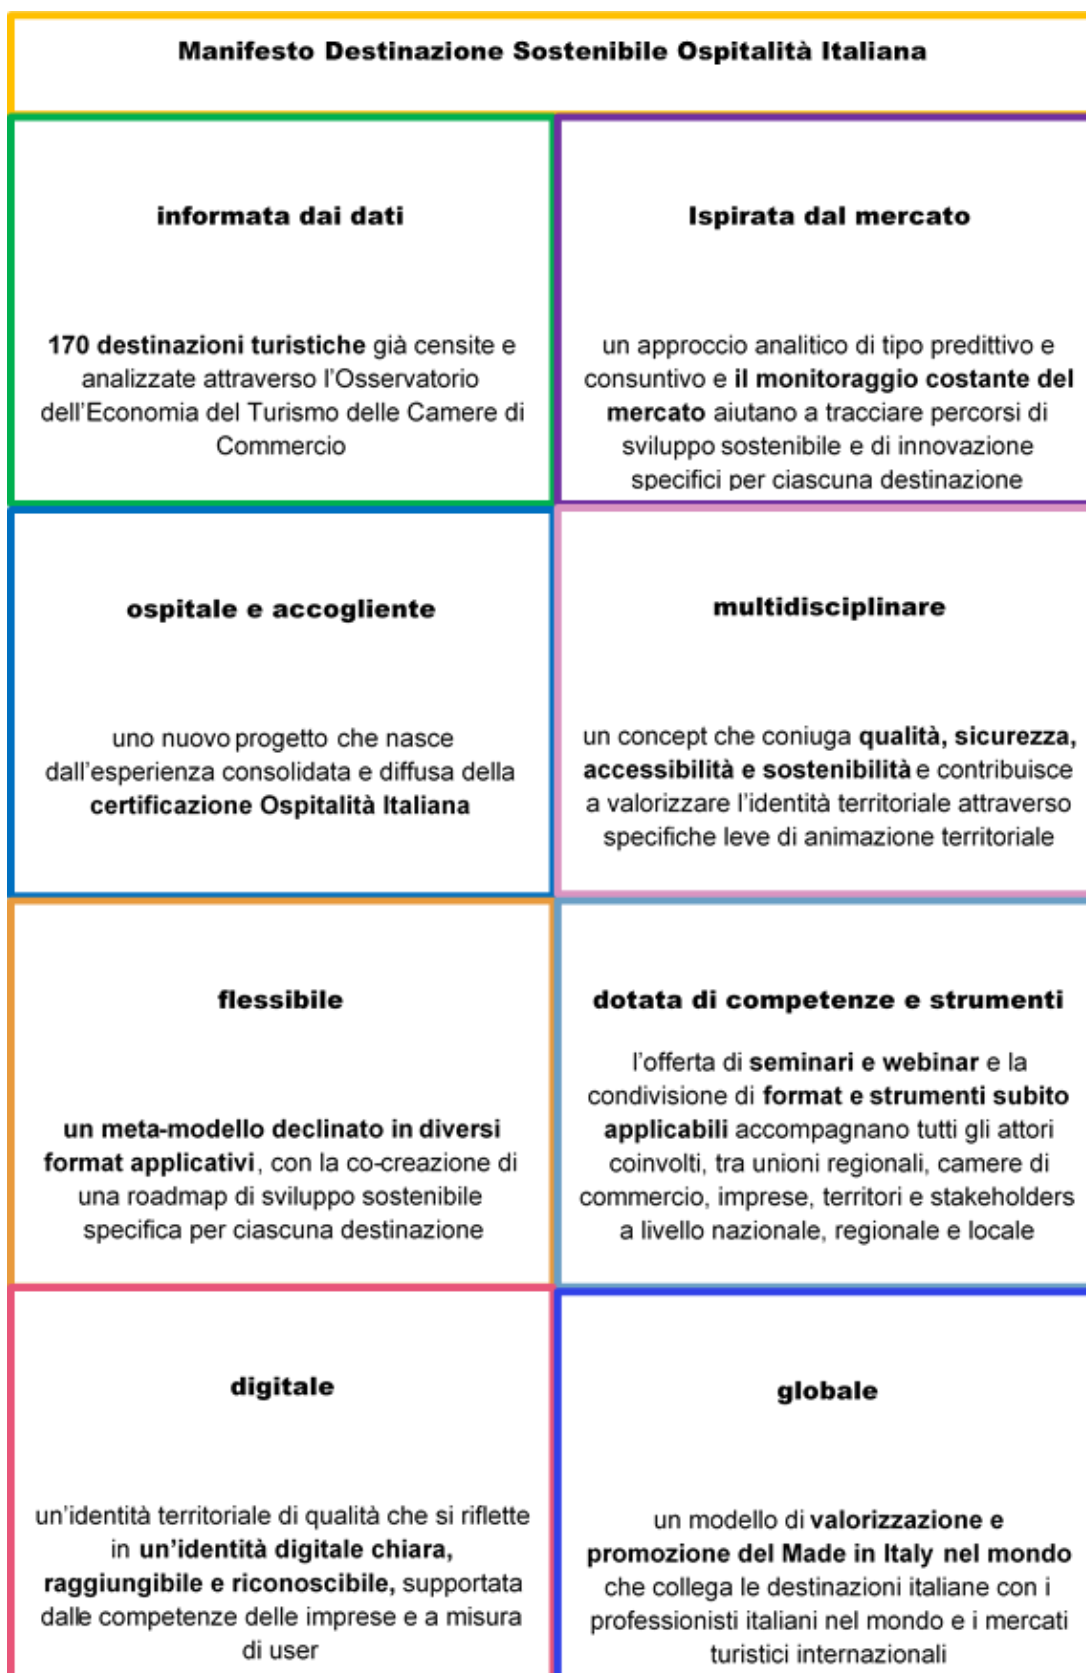 Manifesto Destinazione Sostenibile Ospitalità Italiana
informata dai dati
170 destinazioni turistiche già censite e
analizzate attraverso l'Osservatorio
dell'Economia del Turismo delle Camere di
Commercio
Ispirata dal mercato
un approccio analitico di tipo predittivo e
consuntivo e il monitoraggio costante del
mercato aiutano a tracciare percorsi di
sviluppo sostenibile e di innovazione
specifici per ciascuna destinazione
ospitale e accogliente
uno nuovo progetto che nasce
dall'esperienza consolidata e diffusa della
certificazione Ospitalità Italiana
multidisciplinare
un concept che coniuga qualità, sicurezza,
accessibilità e sostenibilità e contribuisce
a valorizzare l'identità territoriale attraverso
specifiche leve di animazione territoriale
flessibile
un meta-modello declinato in diversi
format applicativi, con la co-creazione di
una roadmap di sviluppo sostenibile
specifica per ciascuna destinazione
dotata di competenze e strumenti
l'offerta di seminari e webinar e la
condivisione di format e strumenti subito
applicabili accompagnano tutti gli attori
coinvolti, tra unioni regionali, camere di
commercio, imprese, territori e stakeholders
a livello nazionale, regionale e locale
digitale
un'identità territoriale di qualità che si riflette
in un'identità digitale chiara,
raggiungibile e riconoscibile, supportata
dalle competenze delle imprese e a misura
di user
globale
un modello di valorizzazione e
promozione del Made in Italy nel mondo
che collega le destinazioni italiane con i
professionisti italiani nel mondo e i mercati
turistici internazionali